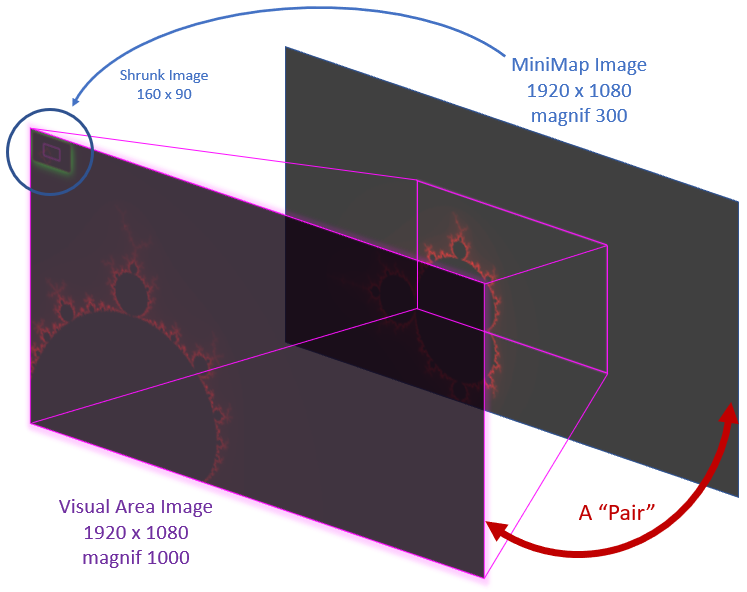 Shrunk Image
160 x 90
MiniMap Image
1920 x 1080
magnif 300
A “Pair”
Visual Area Image
1920 x 1080
magnif 1000